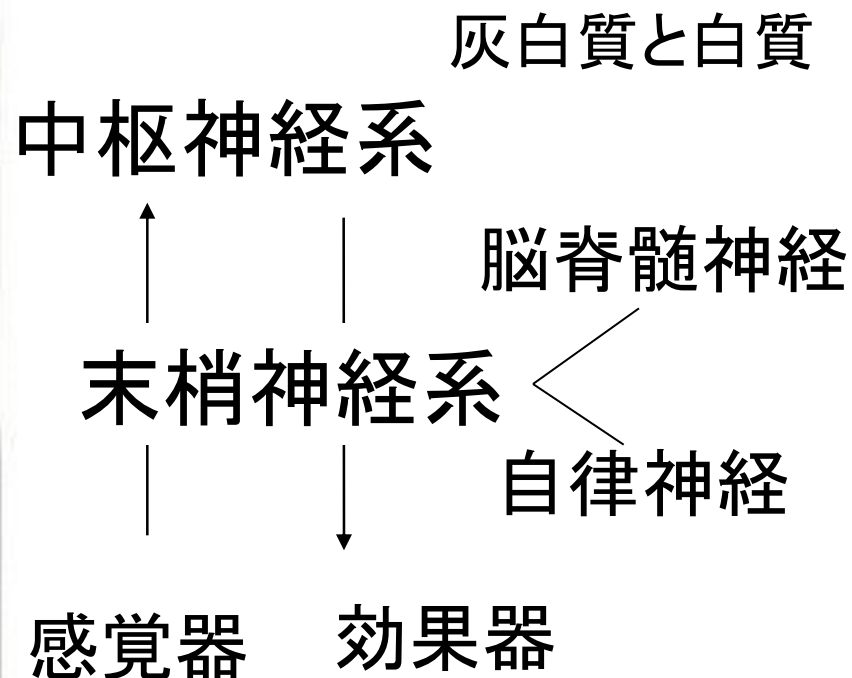 灰白質と白質
中枢神経系
脳脊髄神経
末梢神経系
自律神経
感覚器
効果器